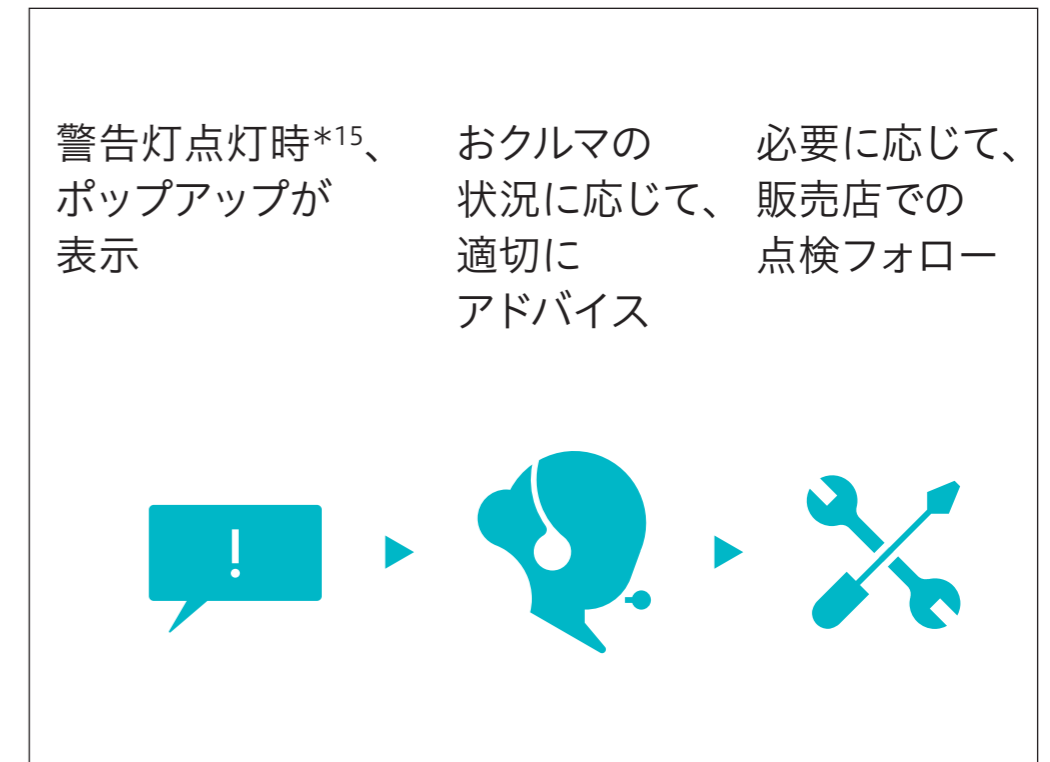 警告灯点灯時*15、
ポップアップが
表示
おクルマの
状況に応じて、
適切に
アドバイス
必要に応じて、
販売店での
点検フォロー
!